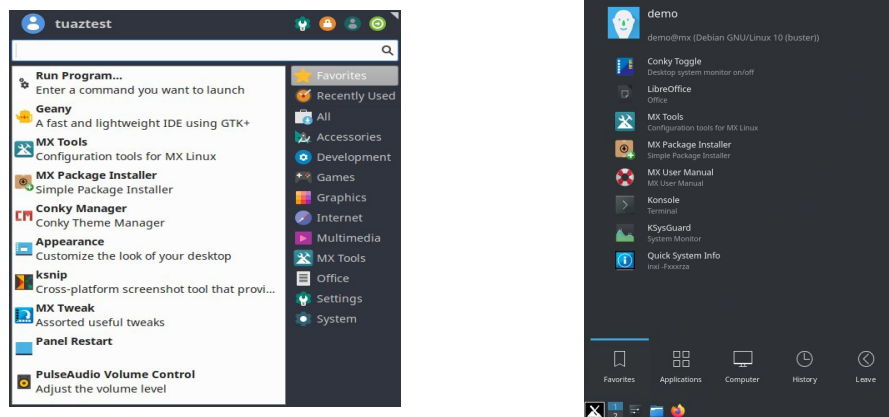 tuaztest
Run Program...
Enter a command you want to launch
Geany
A fast and lightweight IDE using GTK+
MX Tools
Configuration tools for MX Linux
MX Package Installer
Simple Package Installer
Conky Manager
Conky Theme Manager
Appearance
Customize the look of your desktop
ksnip
Cross-platform screenshot tool that provi...
MX Tweak
Assorted useful tweaks
Panel Restart
PulseAudio Volume Control
Adjust the volume level
Favorites
Recently Used
All
Accessories
Development
Games
Graphics
Internet
Multimedia
MX Tools
Office
Settings
System
demo
demo@mx (Debian GNU/Linux 10 (buster))
Conky Toggle
Desktop system monitor on/off
LibreOffice
Office
MX Tools
Configuration tools for MX Linux
MX Package Installer
Simple Package Installer
MX User Manual
MX User Manual
Konsole
Terminal
KSysGuard
System Monitor
Quick System Info
inxi -Fxxxrza
Favorites
Applications
Computer
History
Leave
1
2